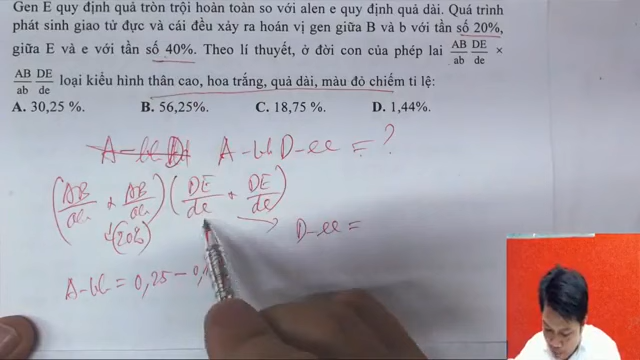 Gen E quy định quả tròn trội hoàn toàn so với alen e quy định quả dài. Quá trình
phát sinh giao tử đực và cái đều xảy ra hoán vị gen giữa B và b với tần số 20%,
giữa E và e với tần số 40%. Theo lí thuyết, ở đời con của phép lai AB/ab DE/de ×
AB/ab DE/de loại kiểu hình thân cao, hoa trắng, quả dài, màu đỏ chiếm tỉ lệ:
A. 30,25 %. B. 56,25%. C. 18,75 %. D. 1,44%.
A-bb D-ee = ?
(AB/ab × AB/ab) (DE/de × DE/de)
↓ (20%) → D-ee =
A-bb = 0,25 - 0,